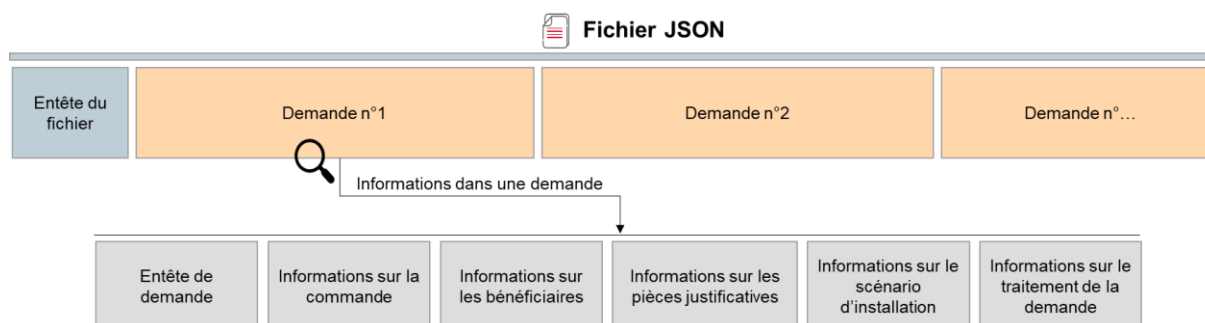 Fichier JSON
Entête du
fichier
Demande n°1
Demande n°2
Demande n°…
Informations dans une demande
Entête de
demande
Informations sur la
commande
Informations sur
les bénéficiaires
Informations sur les
pièces justificatives
Informations sur le
scénario
d'installation
Informations sur le
traitement de la
demande